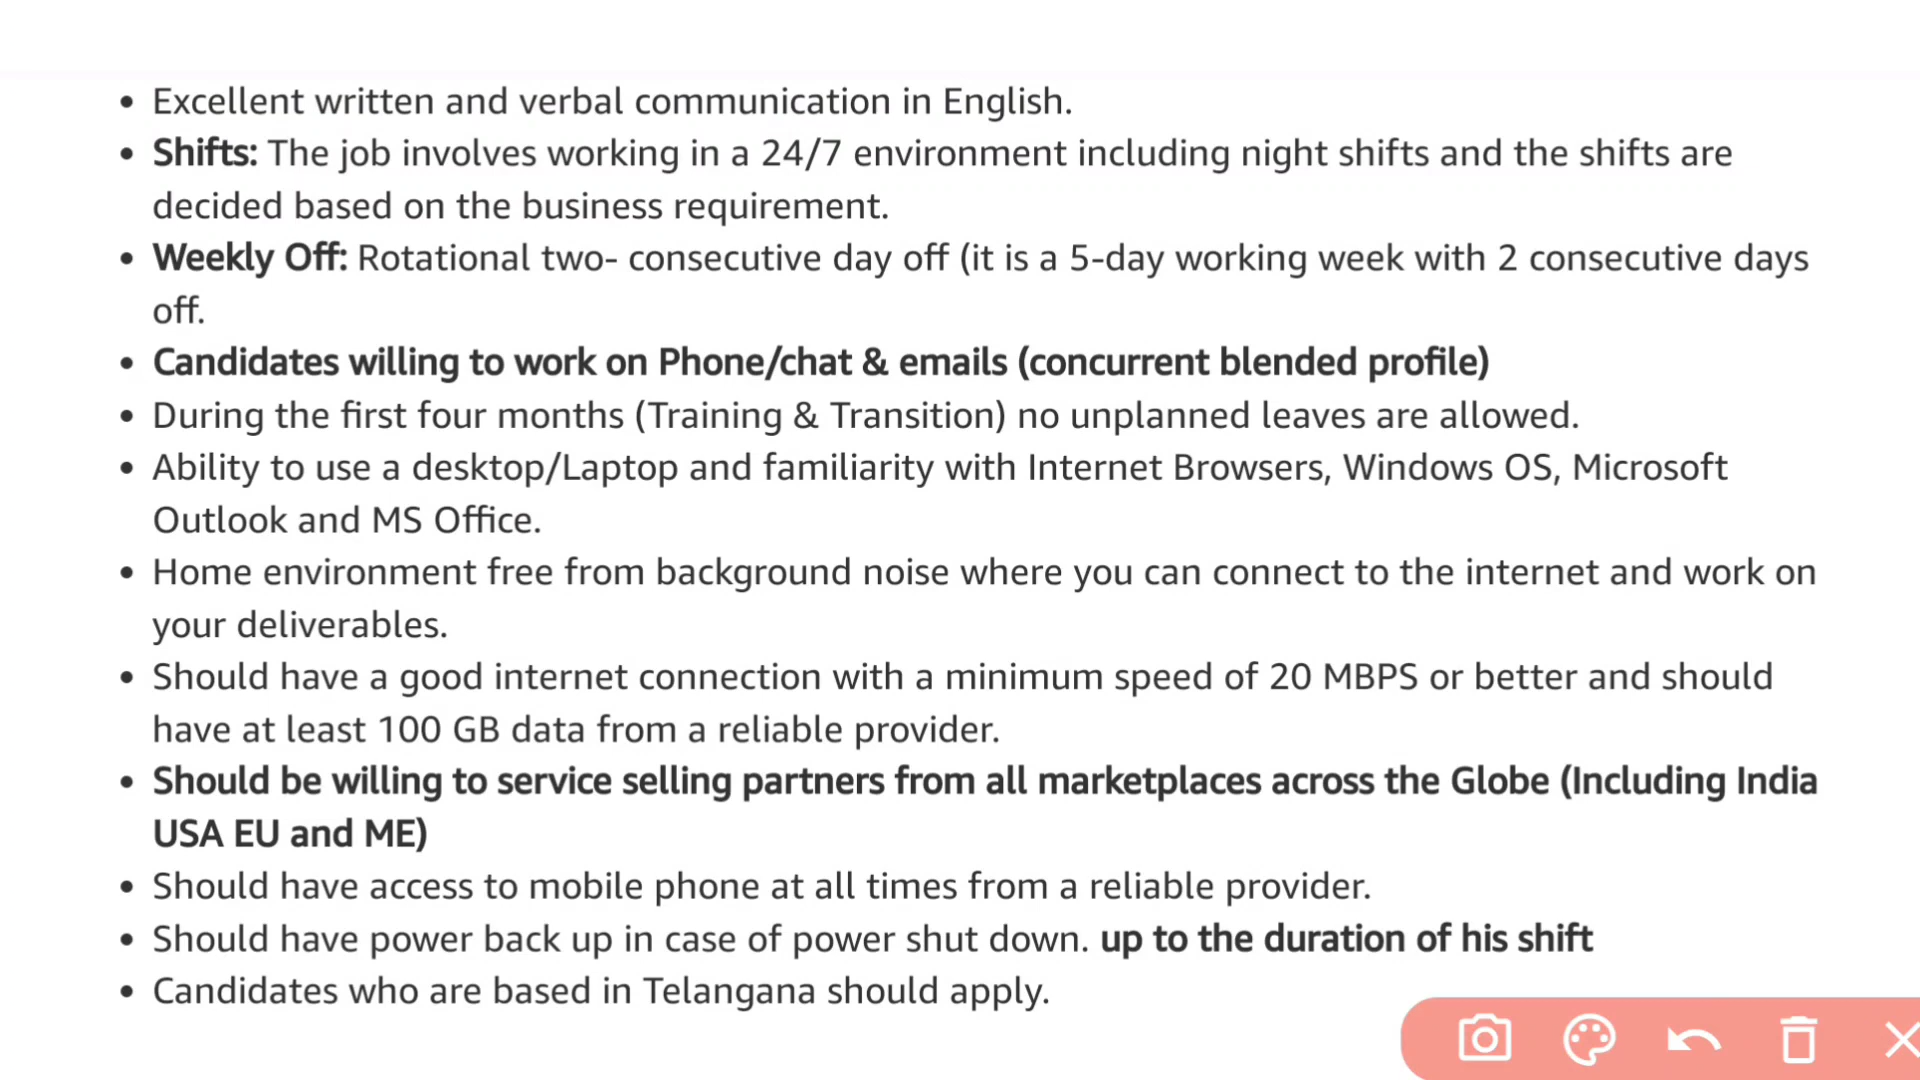 • Excellent written and verbal communication in English.
• Shifts: The job involves working in a 24/7 environment including night shifts and the shifts are
decided based on the business requirement.
• Weekly Off: Rotational two- consecutive day off (it is a 5-day working week with 2 consecutive days
off.
• Candidates willing to work on Phone/chat & emails (concurrent blended profile)
• During the first four months (Training & Transition) no unplanned leaves are allowed.
• Ability to use a desktop/Laptop and familiarity with Internet Browsers, Windows OS, Microsoft
Outlook and MS Office.
• Home environment free from background noise where you can connect to the internet and work on
your deliverables.
• Should have a good internet connection with a minimum speed of 20 MBPS or better and should
have at least 100 GB data from a reliable provider.
• Should be willing to service selling partners from all marketplaces across the Globe (Including India
USA EU and ME)
• Should have access to mobile phone at all times from a reliable provider.
• Should have power back up in case of power shut down. up to the duration of his shift
• Candidates who are based in Telangana should apply.